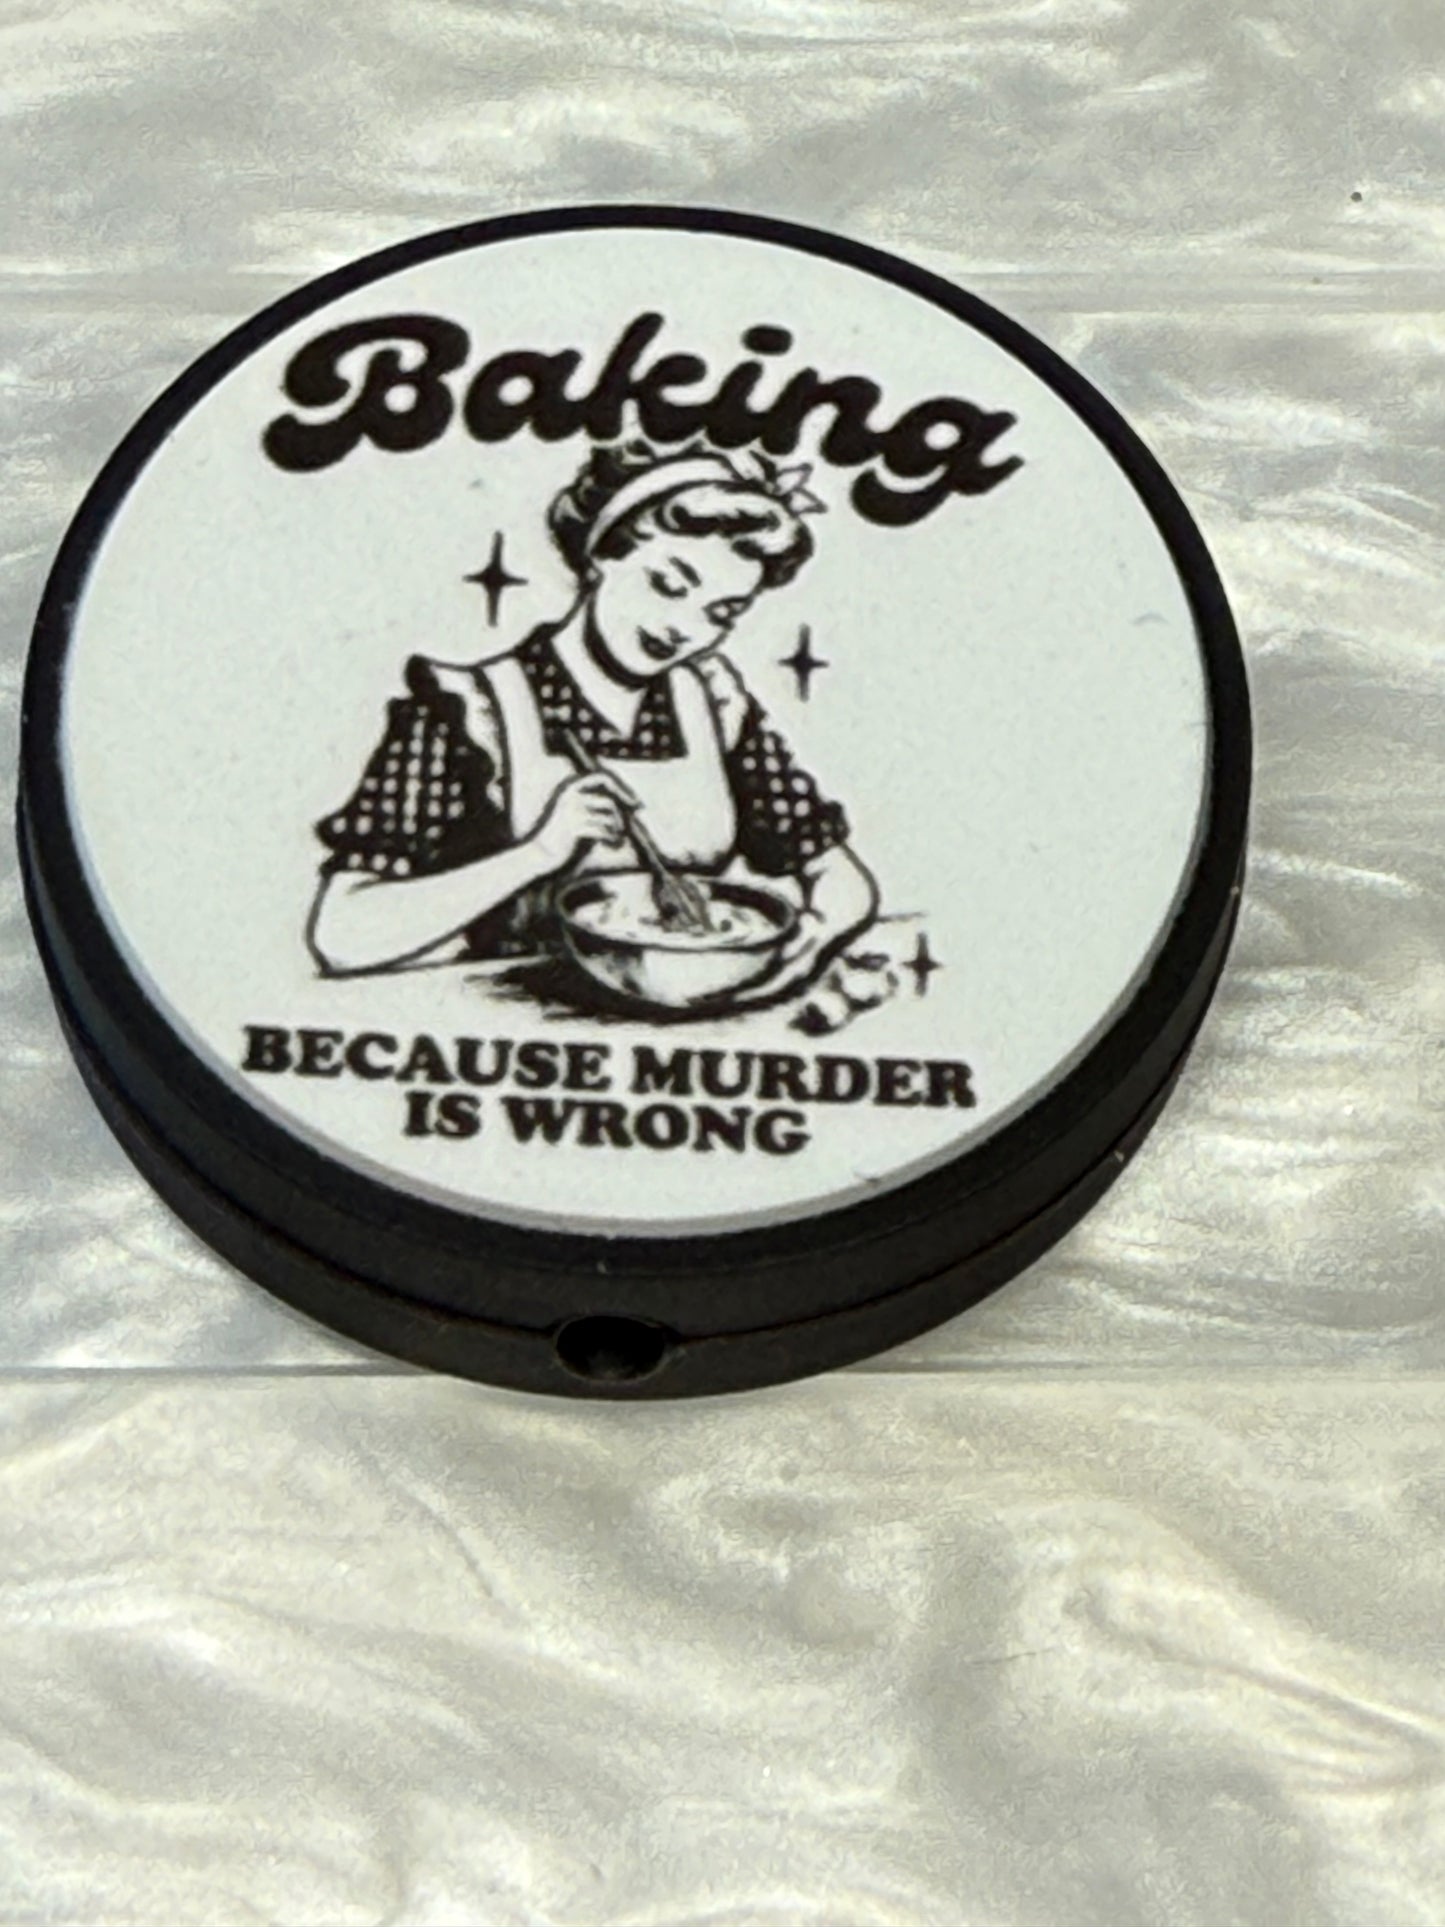 Baking
BECAUSE MURDER
IS WRONG